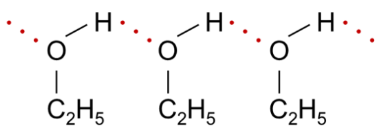 H H H
O O O
C₂H₅ C₂H₅ C₂H₅